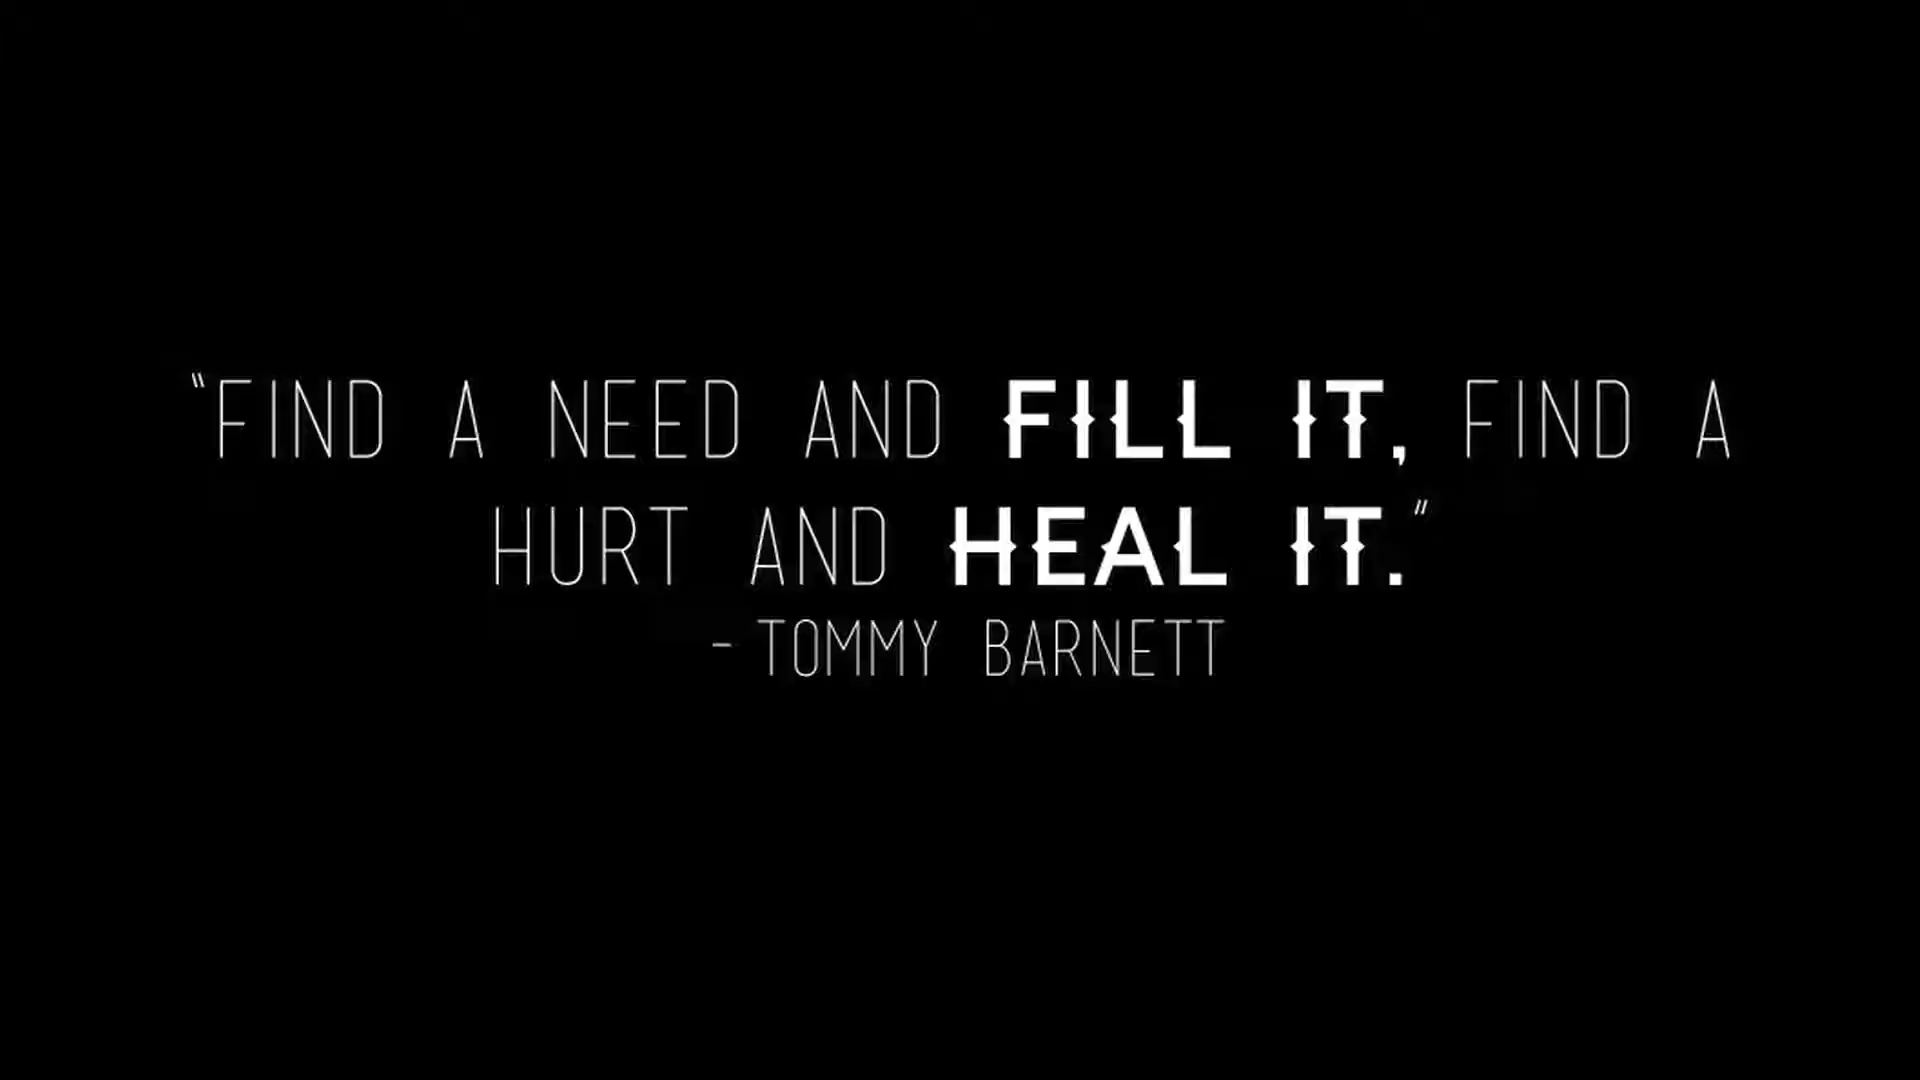 “FIND A NEED AND FILL IT, FIND A
HURT AND HEAL IT.”
- TOMMY BARNETT